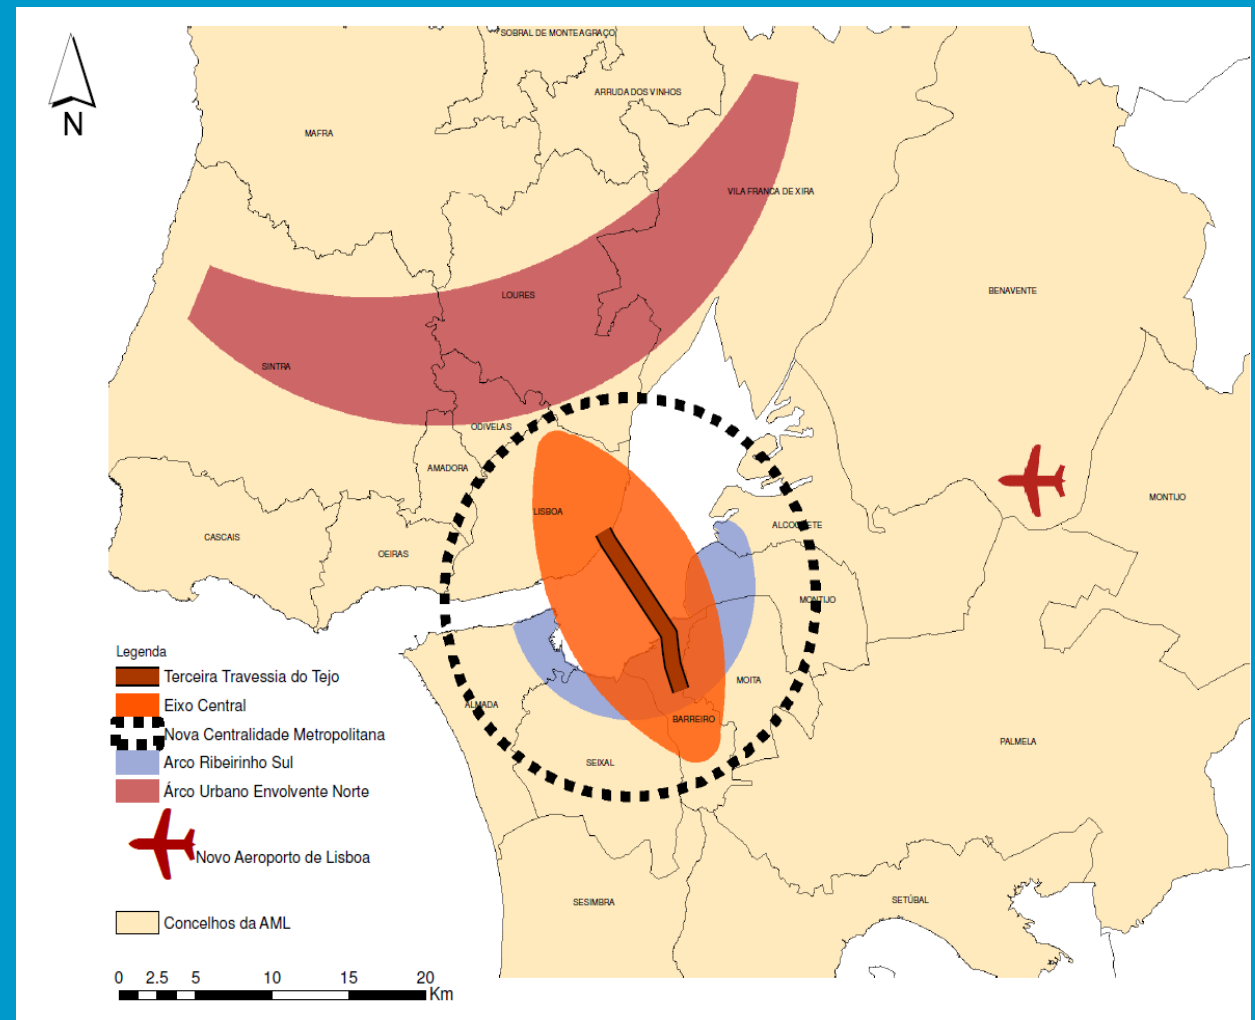 SOBRAL DE MONTE AGRAÇO
ARRUDA DOS VINHOS
N
MAFRA
VILA FRANCA DE XIRA
BENAVENTE
LOURES
SINTRA
ODIVELAS
AMADORA
MONTIJO
LISBOA
ALCOCHETE
CASCAIS
OEIRAS
MONTIJO
Legenda
Terceira Travessia do Tejo
Eixo Central
Nova Centralidade Metropolitana
Arco Ribeirinho Sul
Árco Urbano Envolvente Norte
Novo Aeroporto de Lisboa
Concelhos da AML
MOITA
ALMADA
BARREIRO
PALMELA
SEIXAL
SESIMBRA
SETÚBAL
0 2.5 5 10 15 20
Km